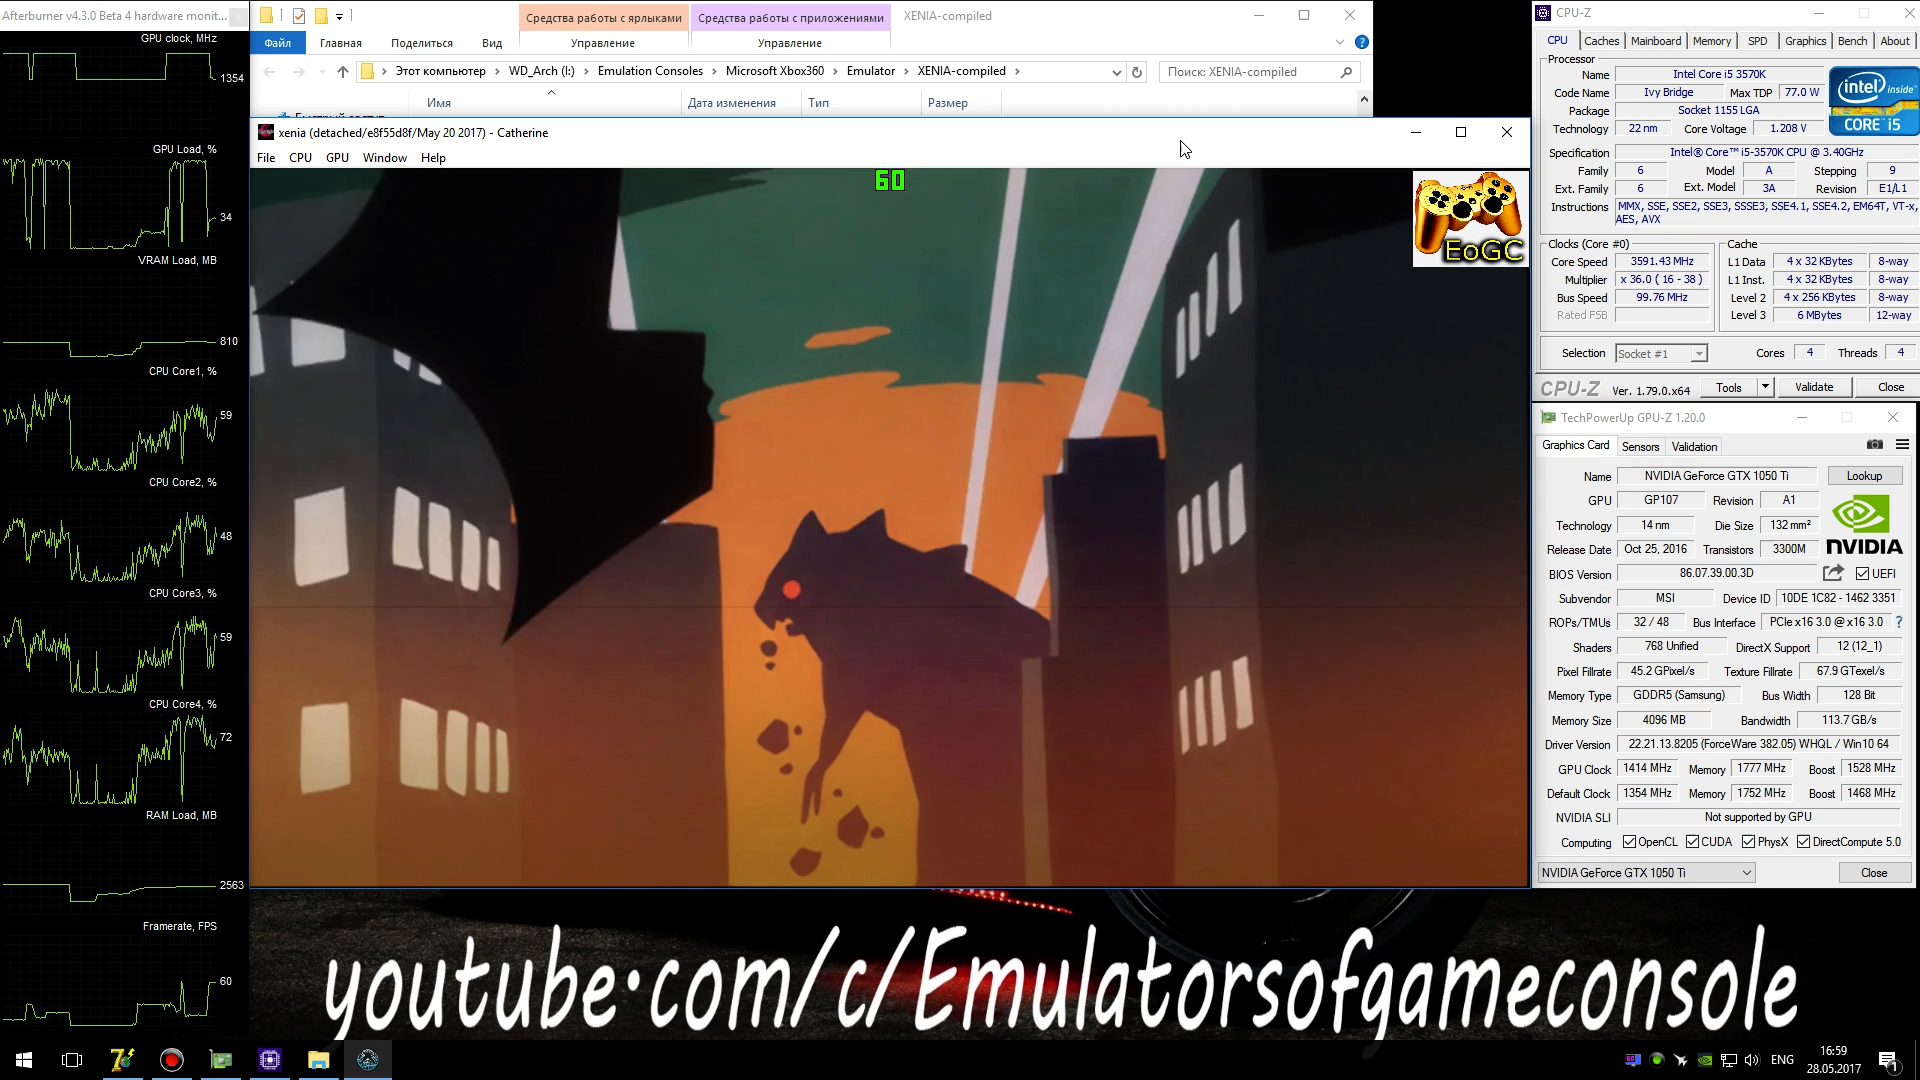 Afterburner v4.3.0 Beta 4 hardware monit...
GPU clock, MHz
1354
GPU Load, %
34
VRAM Load, MB
810
CPU Core1, %
59
CPU Core2, %
48
CPU Core3, %
59
CPU Core4, %
72
RAM Load, MB
2563
Framerate, FPS
60
Средства работы с ярлыками
Средства работы с приложениями
XENIA-compiled
Файл
Главная
Поделиться
Вид
Управление
Управление
Этот компьютер > WD_Arch (I:) > Emulation Consoles > Microsoft Xbox360 > Emulator > XENIA-compiled >
Поиск: XENIA-compiled
Имя
Дата изменения
Тип
Размер
xenia (detached/e8f55d8f/May 20 2017) - Catherine
File CPU GPU Window Help
60
EoGC
CPU-Z
CPU Caches Mainboard Memory SPD Graphics Bench About
Processor
Name Intel Core i5 3570K
Code Name Ivy Bridge Max TDP 77.0 W
Package Socket 1155 LGA
Technology 22 nm Core Voltage 1.208 V
intel inside™
CORE i5
Specification Intel® Core™ i5-3570K CPU @ 3.40GHz
Family 6 Model A Stepping 9
Ext. Family 6 Ext. Model 3A Revision E1/L1
Instructions MMX, SSE, SSE2, SSE3, SSSE3, SSE4.1, SSE4.2, EM64T, VT-x,
AES, AVX
Clocks (Core #0)
Core Speed 3591.43 MHz
Multiplier x 36.0 ( 16 - 38 )
Bus Speed 99.76 MHz
Rated FSB
Cache
L1 Data 4 x 32 KBytes 8-way
L1 Inst. 4 x 32 KBytes 8-way
Level 2 4 x 256 KBytes 8-way
Level 3 6 MBytes 12-way
Selection Socket #1 Cores 4 Threads 4
CPU-Z Ver. 1.79.0.x64 Tools Validate Close
TechPowerUp GPU-Z 1.20.0
Graphics Card Sensors Validation
Name NVIDIA GeForce GTX 1050 Ti Lookup
GPU GP107 Revision A1
Technology 14 nm Die Size 132 mm²
Release Date Oct 25, 2016 Transistors 3300M
NVIDIA
BIOS Version 86.07.39.00.3D UEFI
Subvendor MSI Device ID 10DE 1C82 - 1462 3351
ROPs/TMUs 32 / 48 Bus Interface PCIe x16 3.0 @ x16 3.0 ?
Shaders 768 Unified DirectX Support 12 (12_1)
Pixel Fillrate 45.2 GPixel/s Texture Fillrate 67.9 GTexel/s
Memory Type GDDR5 (Samsung) Bus Width 128 Bit
Memory Size 4096 MB Bandwidth 113.7 GB/s
Driver Version 22.21.13.8205 (ForceWare 382.05) WHQL / Win10 64
GPU Clock 1414 MHz Memory 1777 MHz Boost 1528 MHz
Default Clock 1354 MHz Memory 1752 MHz Boost 1468 MHz
NVIDIA SLI Not supported by GPU
Computing OpenCL CUDA PhysX DirectCompute 5.0
NVIDIA GeForce GTX 1050 Ti Close
youtube.com/c/Emulatorsofgameconsole
ENG
16:59
28.05.2017
1